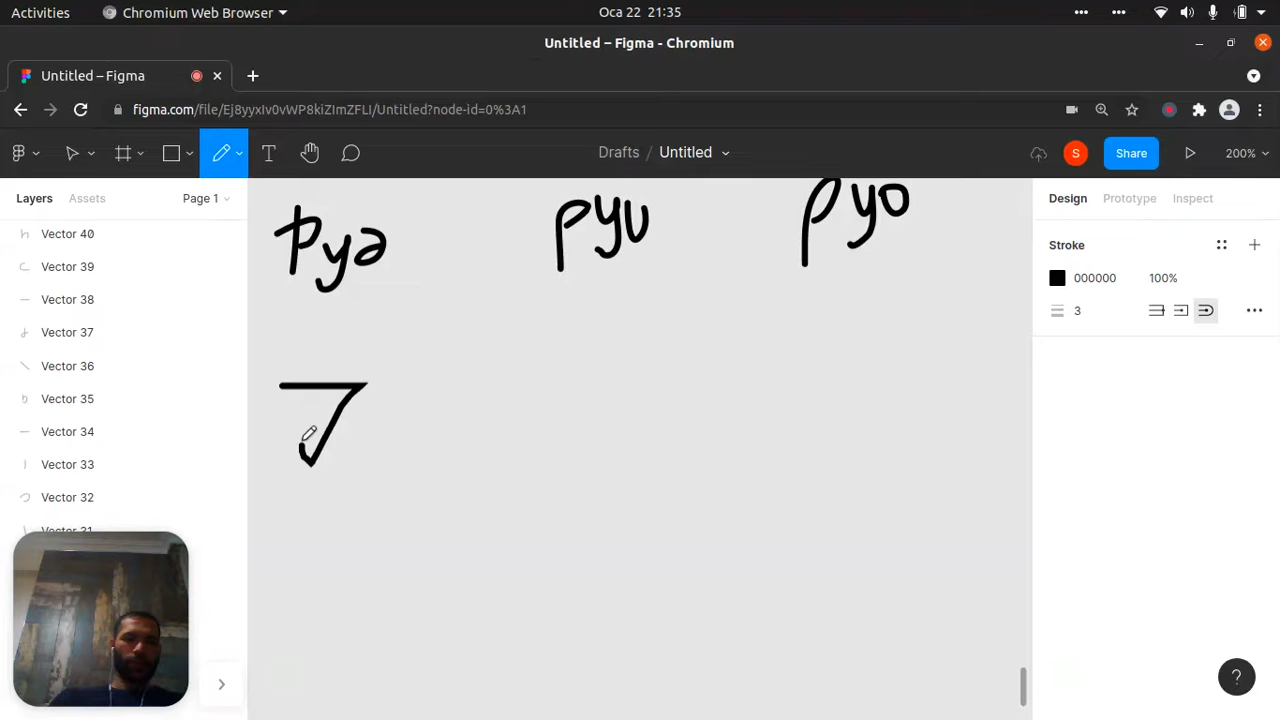 Activities Chromium Web Browser Oca 22 21:35
Untitled – Figma - Chromium
Untitled – Figma
figma.com/file/Ej8yyxIv0vWP8kiZImZFLI/Untitled?node-id=0%3A1
Drafts / Untitled S Share 200%
Layers Assets Page 1
Design Prototype Inspect
Vector 40
Vector 39
Vector 38
Vector 37
Vector 36
Vector 35
Vector 34
Vector 33
Vector 32
Vector 31
Stroke
000000 100%
3
pya pyu pyo
?